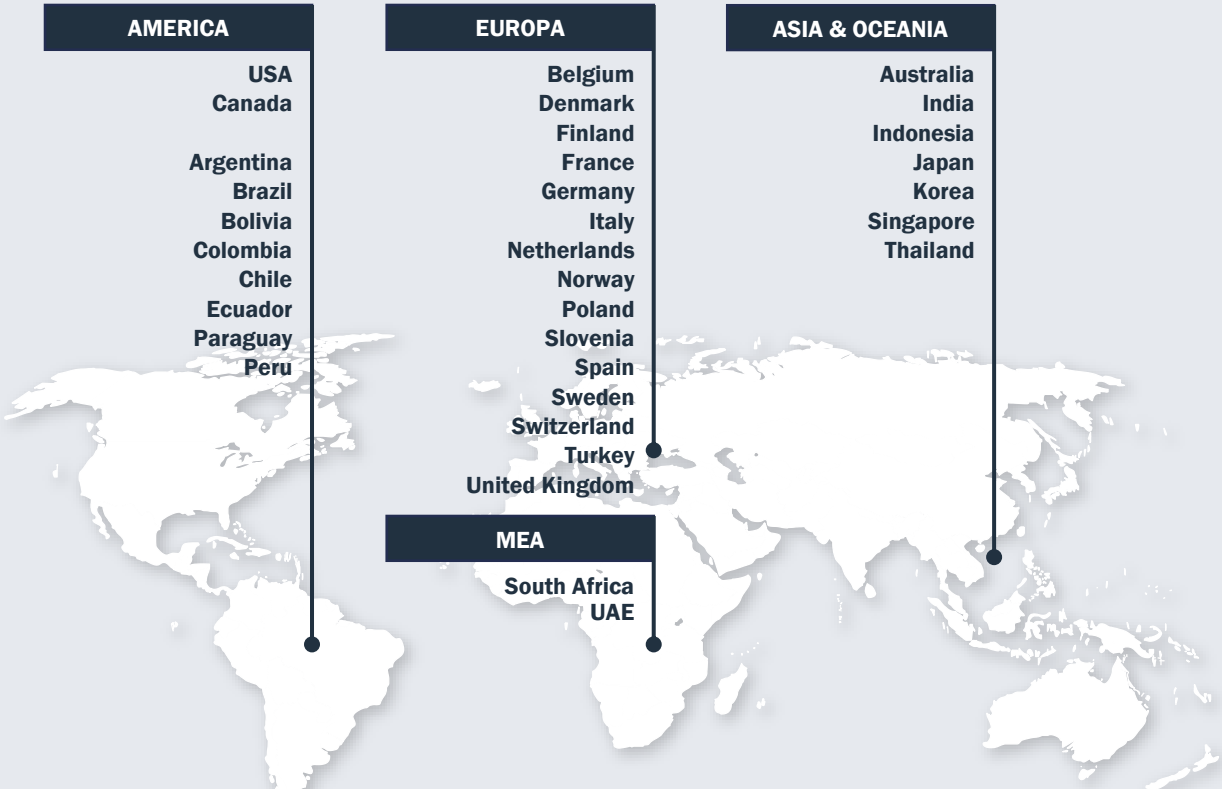 AMERICA
USA
Canada
Argentina
Brazil
Bolivia
Colombia
Chile
Ecuador
Paraguay
Peru
EUROPA
Belgium
Denmark
Finland
France
Germany
Italy
Netherlands
Norway
Poland
Slovenia
Spain
Sweden
Switzerland
Turkey
United Kingdom
MEA
South Africa
UAE
ASIA & OCEANIA
Australia
India
Indonesia
Japan
Korea
Singapore
Thailand